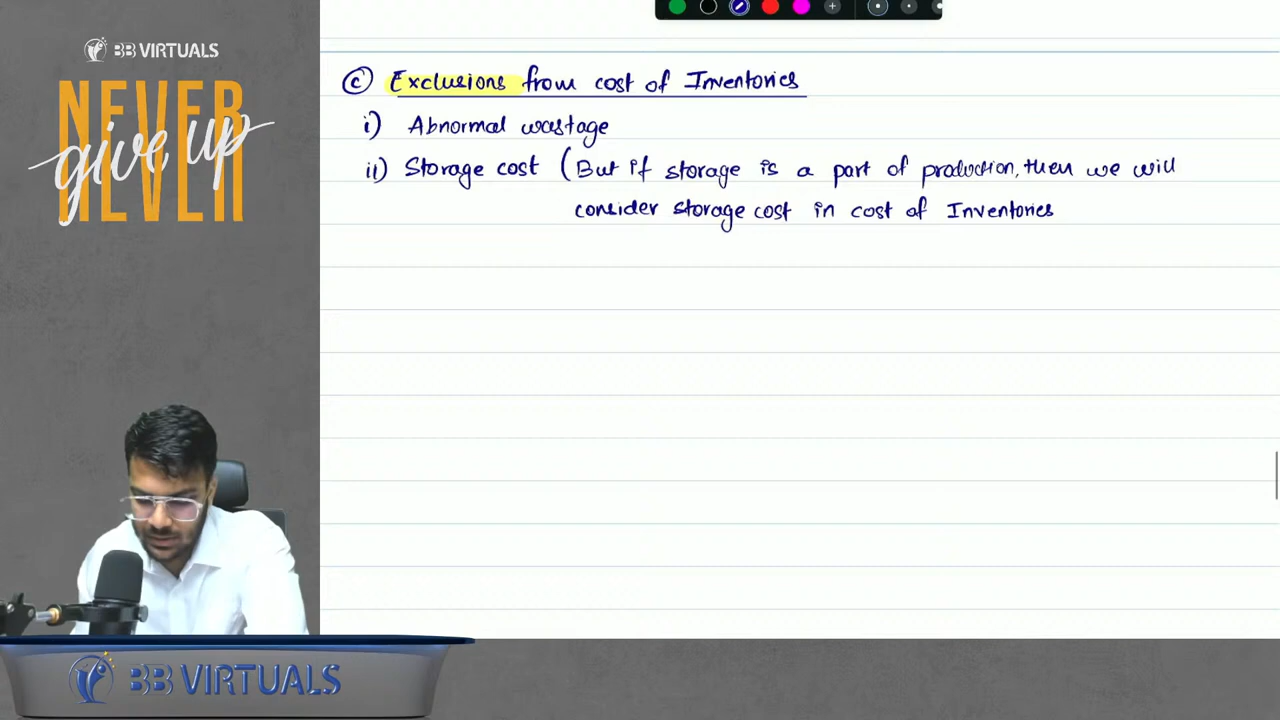 BB VIRTUALS
NEVER
give up
NEVER
c) Exclusions from cost of Inventories
i) Abnormal wastage
ii) Storage cost (But if storage is a part of production, then we will
consider storage cost in cost of Inventories
BB VIRTUALS